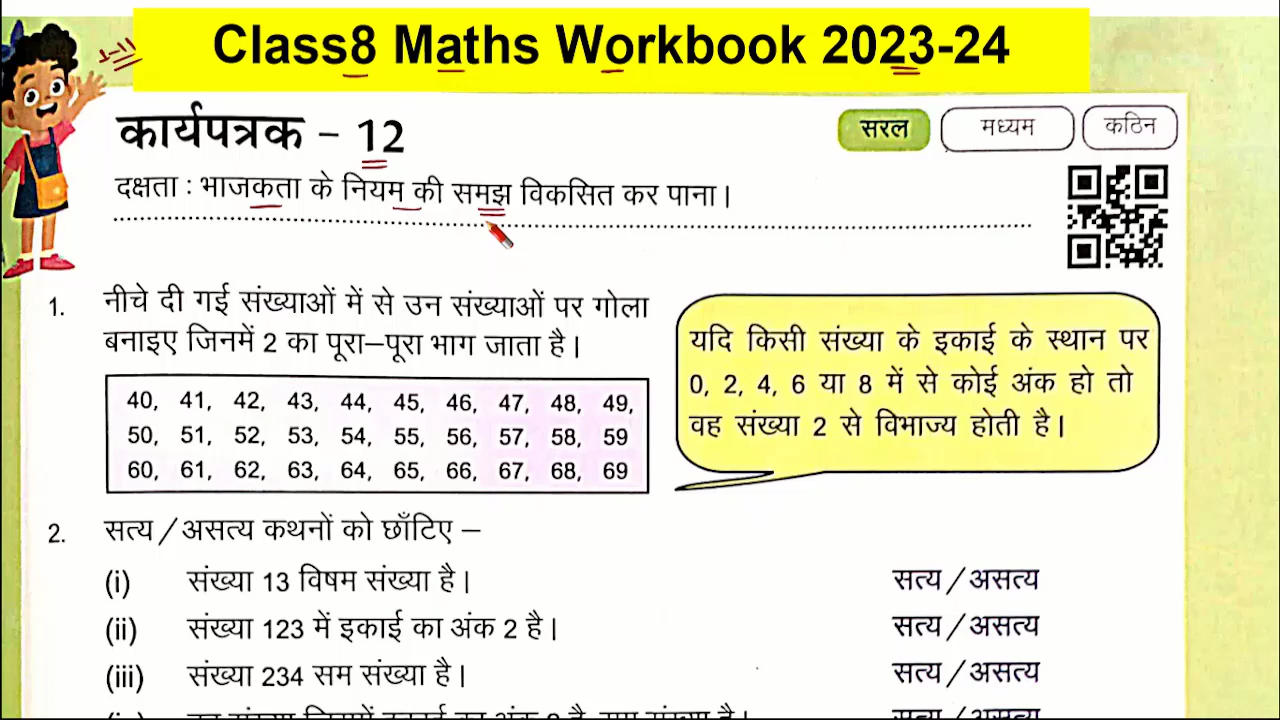 Class8 Maths Workbook 2023-24
कार्यपत्रक – 12
सरल
मध्यम
कठिन
दक्षता : भाजकता के नियम की समझ विकसित कर पाना।
1. नीचे दी गई संख्याओं में से उन संख्याओं पर गोला
बनाइए जिनमें 2 का पूरा–पूरा भाग जाता है।
40, 41, 42, 43, 44, 45, 46, 47, 48, 49,
50, 51, 52, 53, 54, 55, 56, 57, 58, 59
60, 61, 62, 63, 64, 65, 66, 67, 68, 69
यदि किसी संख्या के इकाई के स्थान पर
0, 2, 4, 6 या 8 में से कोई अंक हो तो
वह संख्या 2 से विभाज्य होती है।
2. सत्य / असत्य कथनों को छाँटिए –
(i) संख्या 13 विषम संख्या है। सत्य / असत्य
(ii) संख्या 123 में इकाई का अंक 2 है। सत्य / असत्य
(iii) संख्या 234 सम संख्या है। सत्य / असत्य